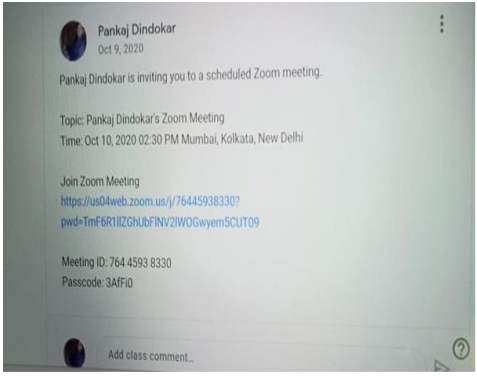 Pankaj Dindokar
Oct 9, 2020
Pankaj Dindokar is inviting you to a scheduled Zoom meeting.
Topic: Pankaj Dindokar's Zoom Meeting
Time: Oct 10, 2020 02:30 PM Mumbai, Kolkata, New Delhi
Join Zoom Meeting
https://us04web.zoom.us/j/76445938330?
pwd=TmF6R1lIZGhUbFlNV2lWOGwyem5CUT09
Meeting ID: 764 4593 8330
Passcode: 3AfFi0
Add class comment...